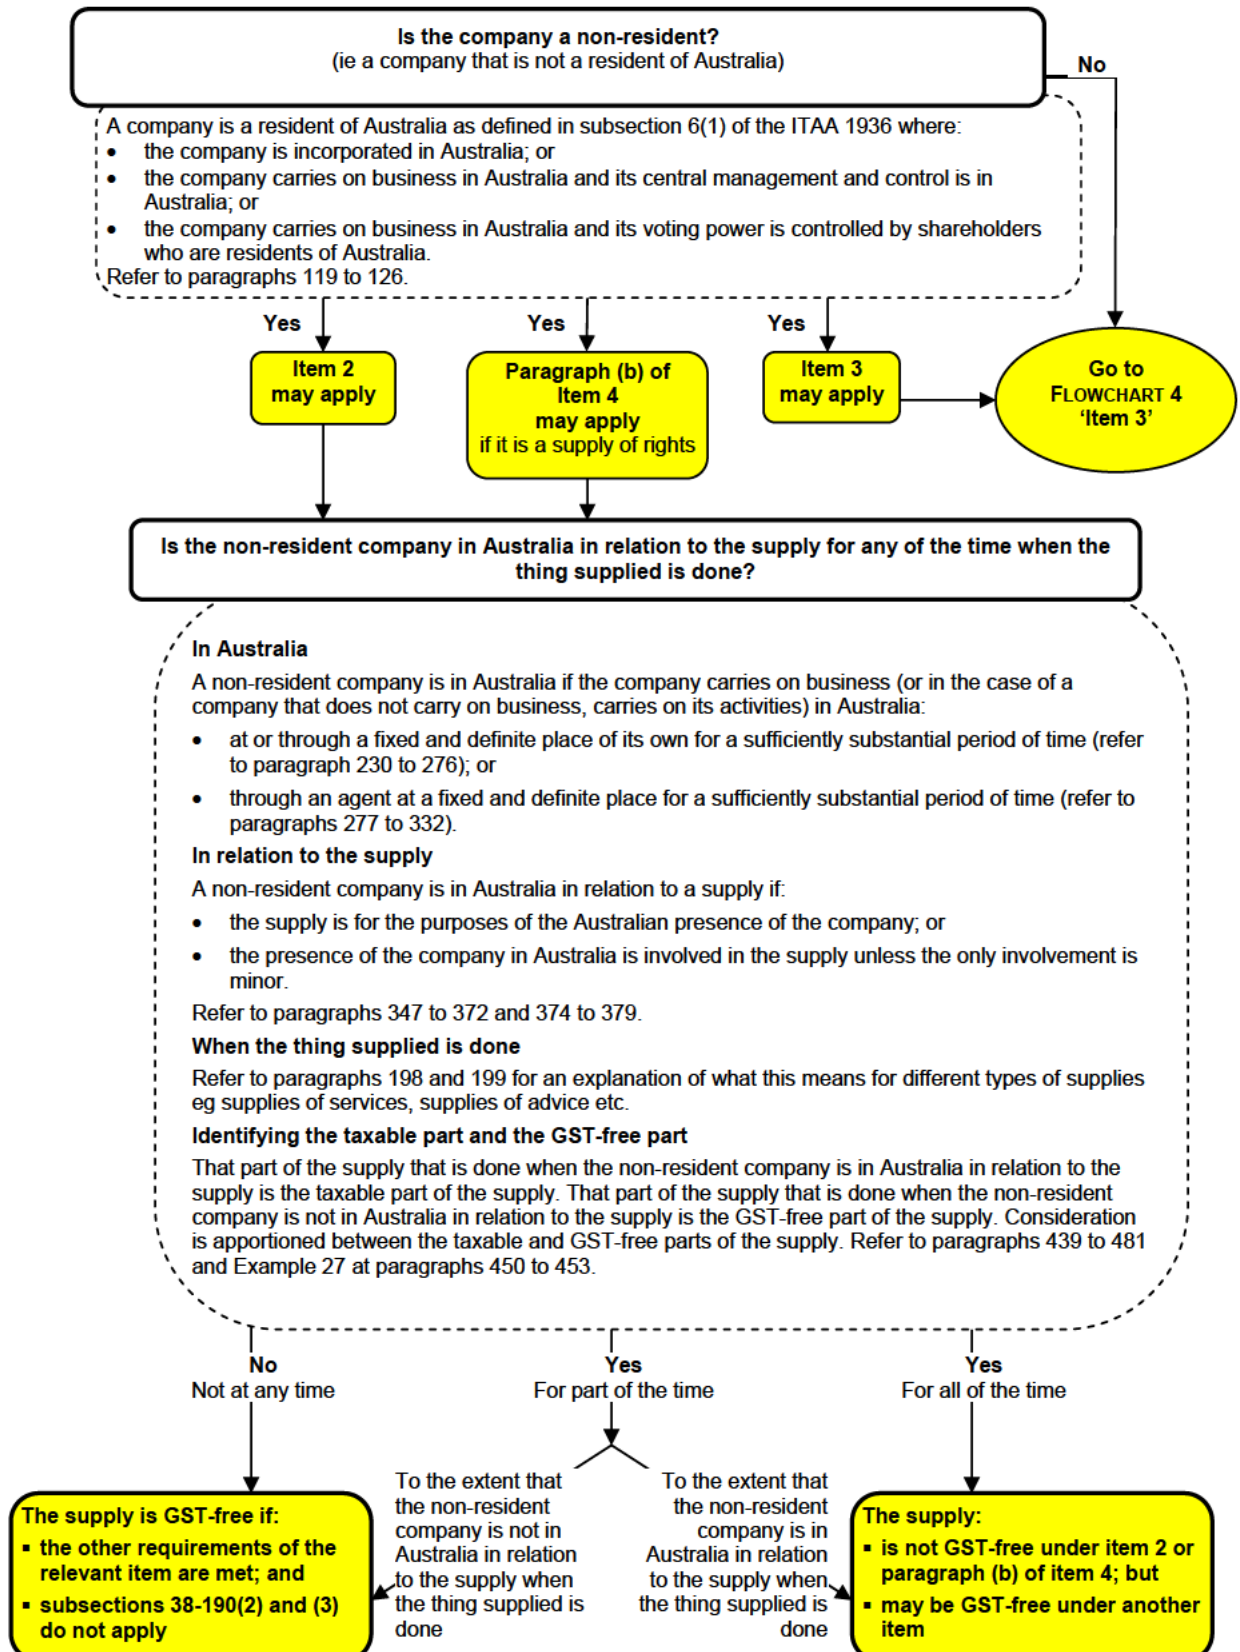 Is the company a non-resident?
(ie a company that is not a resident of Australia)
No
A company is a resident of Australia as defined in subsection 6(1) of the ITAA 1936 where:
• the company is incorporated in Australia; or
• the company carries on business in Australia and its central management and control is in
Australia; or
• the company carries on business in Australia and its voting power is controlled by shareholders
who are residents of Australia.
Refer to paragraphs 119 to 126.
Yes
Yes
Yes
Item 2
may apply
Paragraph (b) of
Item 4
may apply
if it is a supply of rights
Item 3
may apply
Go to
FLOWCHART 4
‘Item 3’
Is the non-resident company in Australia in relation to the supply for any of the time when the
thing supplied is done?
In Australia
A non-resident company is in Australia if the company carries on business (or in the case of a
company that does not carry on business, carries on its activities) in Australia:
• at or through a fixed and definite place of its own for a sufficiently substantial period of time (refer
to paragraph 230 to 276); or
• through an agent at a fixed and definite place for a sufficiently substantial period of time (refer to
paragraphs 277 to 332).
In relation to the supply
A non-resident company is in Australia in relation to a supply if:
• the supply is for the purposes of the Australian presence of the company; or
• the presence of the company in Australia is involved in the supply unless the only involvement is
minor.
Refer to paragraphs 347 to 372 and 374 to 379.
When the thing supplied is done
Refer to paragraphs 198 and 199 for an explanation of what this means for different types of supplies
eg supplies of services, supplies of advice etc.
Identifying the taxable part and the GST-free part
That part of the supply that is done when the non-resident company is in Australia in relation to the
supply is the taxable part of the supply. That part of the supply that is done when the non-resident
company is not in Australia in relation to the supply is the GST-free part of the supply. Consideration
is apportioned between the taxable and GST-free parts of the supply. Refer to paragraphs 439 to 481
and Example 27 at paragraphs 450 to 453.
No
Not at any time
Yes
For part of the time
Yes
For all of the time
The supply is GST-free if:
▪ the other requirements of the
relevant item are met; and
▪ subsections 38-190(2) and (3)
do not apply
To the extent that
the non-resident
company is not in
Australia in relation
to the supply when
the thing supplied is
done
To the extent that
the non-resident
company is in
Australia in relation
to the supply when
the thing supplied is
done
The supply:
▪ is not GST-free under item 2 or
paragraph (b) of item 4; but
▪ may be GST-free under another
item